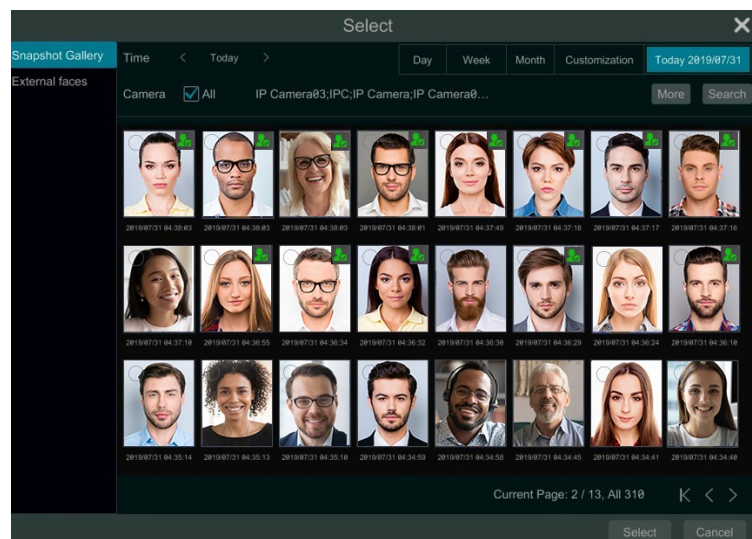 Select
Snapshot Gallery
External faces
Time < Today > Day Week Month Customization Today 2019/07/31
Camera All IP Camera03;IPC;IP Camera;IP Camera0... More Search
2019/07/31 04:38:03 2019/07/31 04:38:03 2019/07/31 04:38:03 2019/07/31 04:38:01 2019/07/31 04:37:49 2019/07/31 04:37:18 2019/07/31 04:37:17 2019/07/31 04:37:16
2019/07/31 04:37:10 2019/07/31 04:36:55 2019/07/31 04:36:34 2019/07/31 04:36:32 2019/07/31 04:36:30 2019/07/31 04:36:29 2019/07/31 04:36:24 2019/07/31 04:36:10
2019/07/31 04:35:14 2019/07/31 04:35:13 2019/07/31 04:35:10 2019/07/31 04:34:59 2019/07/31 04:34:50 2019/07/31 04:34:45 2019/07/31 04:34:41 2019/07/31 04:34:40
Current Page: 2 / 13, All 310
Select Cancel